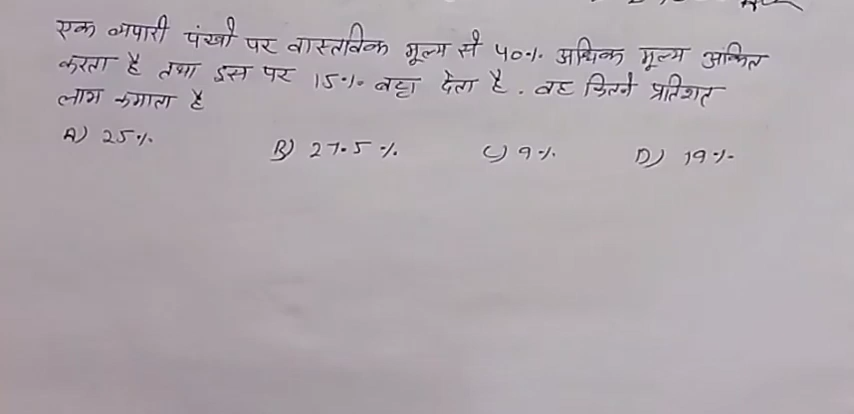 एक व्यपारी पंखो पर वास्तविक मूल्य से 40% अधिक मूल्य अंकित
करता है तथा इस पर 15% बट्टा देता है. वह कितने प्रतिशत
लाभ कमाता है
A) 25%
B) 27.5% C) 9% D) 19%